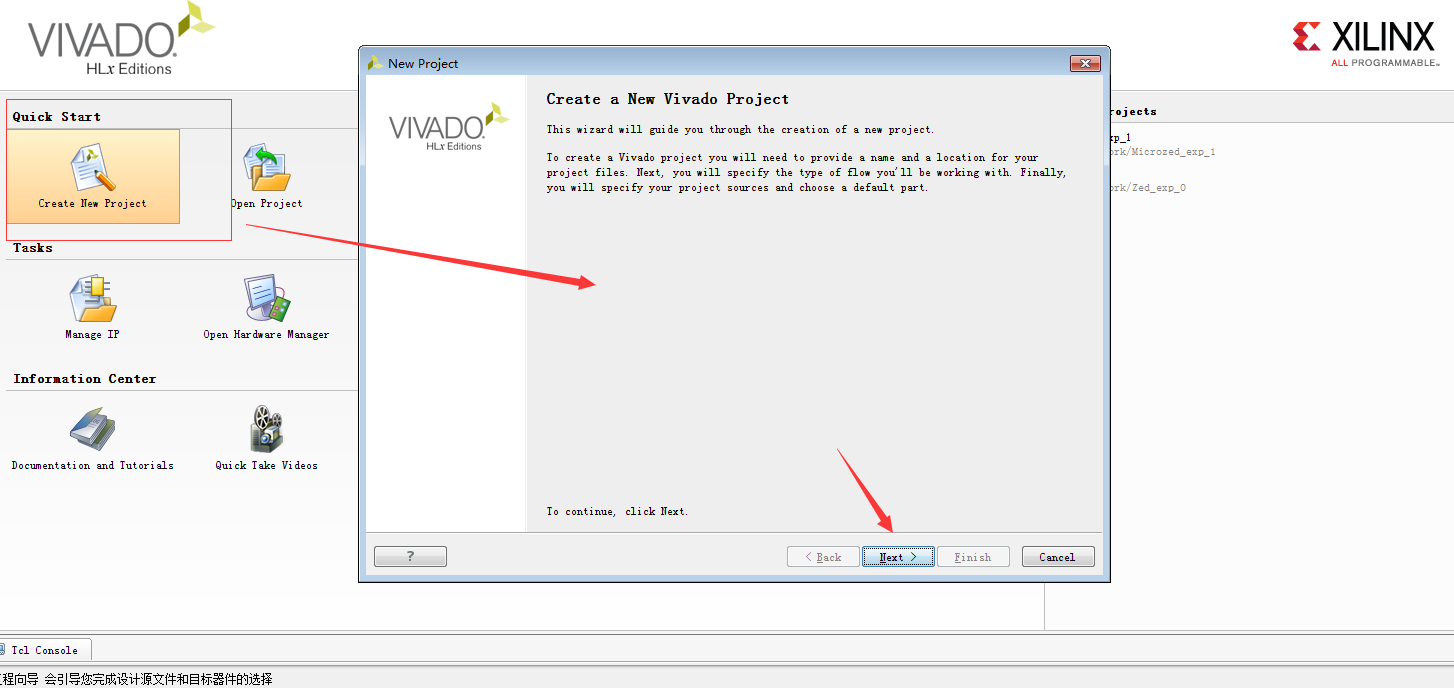 VIVADO
HLx Editions
XILINX
ALL PROGRAMMABLE
Quick Start
Create New Project
Open Project
Tasks
Manage IP
Open Hardware Manager
Information Center
Documentation and Tutorials
Quick Take Videos
New Project
VIVADO
HLx Editions
Create a New Vivado Project
This wizard will guide you through the creation of a new project.
To create a Vivado project you will need to provide a name and a location for your
project files. Next, you will specify the type of flow you'll be working with. Finally,
you will specify your project sources and choose a default part.
To continue, click Next.
?
< Back
Next >
Finish
Cancel
rojects
xp_1
ork/Microzed_exp_1
ork/Zed_exp_0
Tcl Console
程向导 会引导您完成设计源文件和目标器件的选择